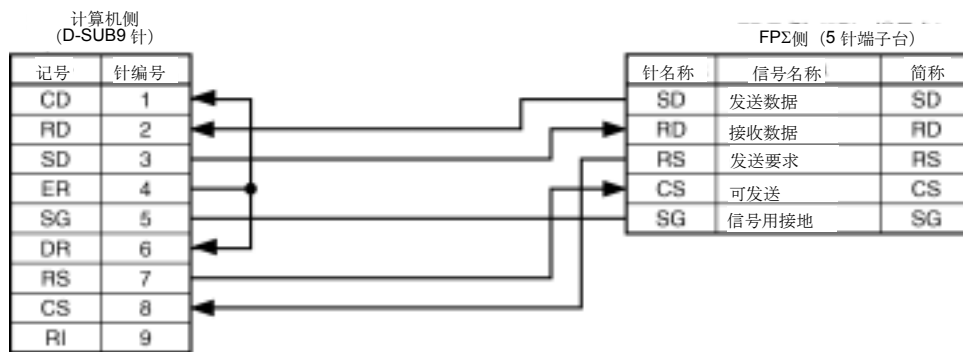 计算机侧
（D-SUB9 针）
FPΣ侧（5 针端子台）
记号 针编号
CD 1
RD 2
SD 3
ER 4
SG 5
DR 6
RS 7
CS 8
RI 9
针名称 信号名称 简称
SD 发送数据 SD
RD 接收数据 RD
RS 发送要求 RS
CS 可发送 CS
SG 信号用接地 SG